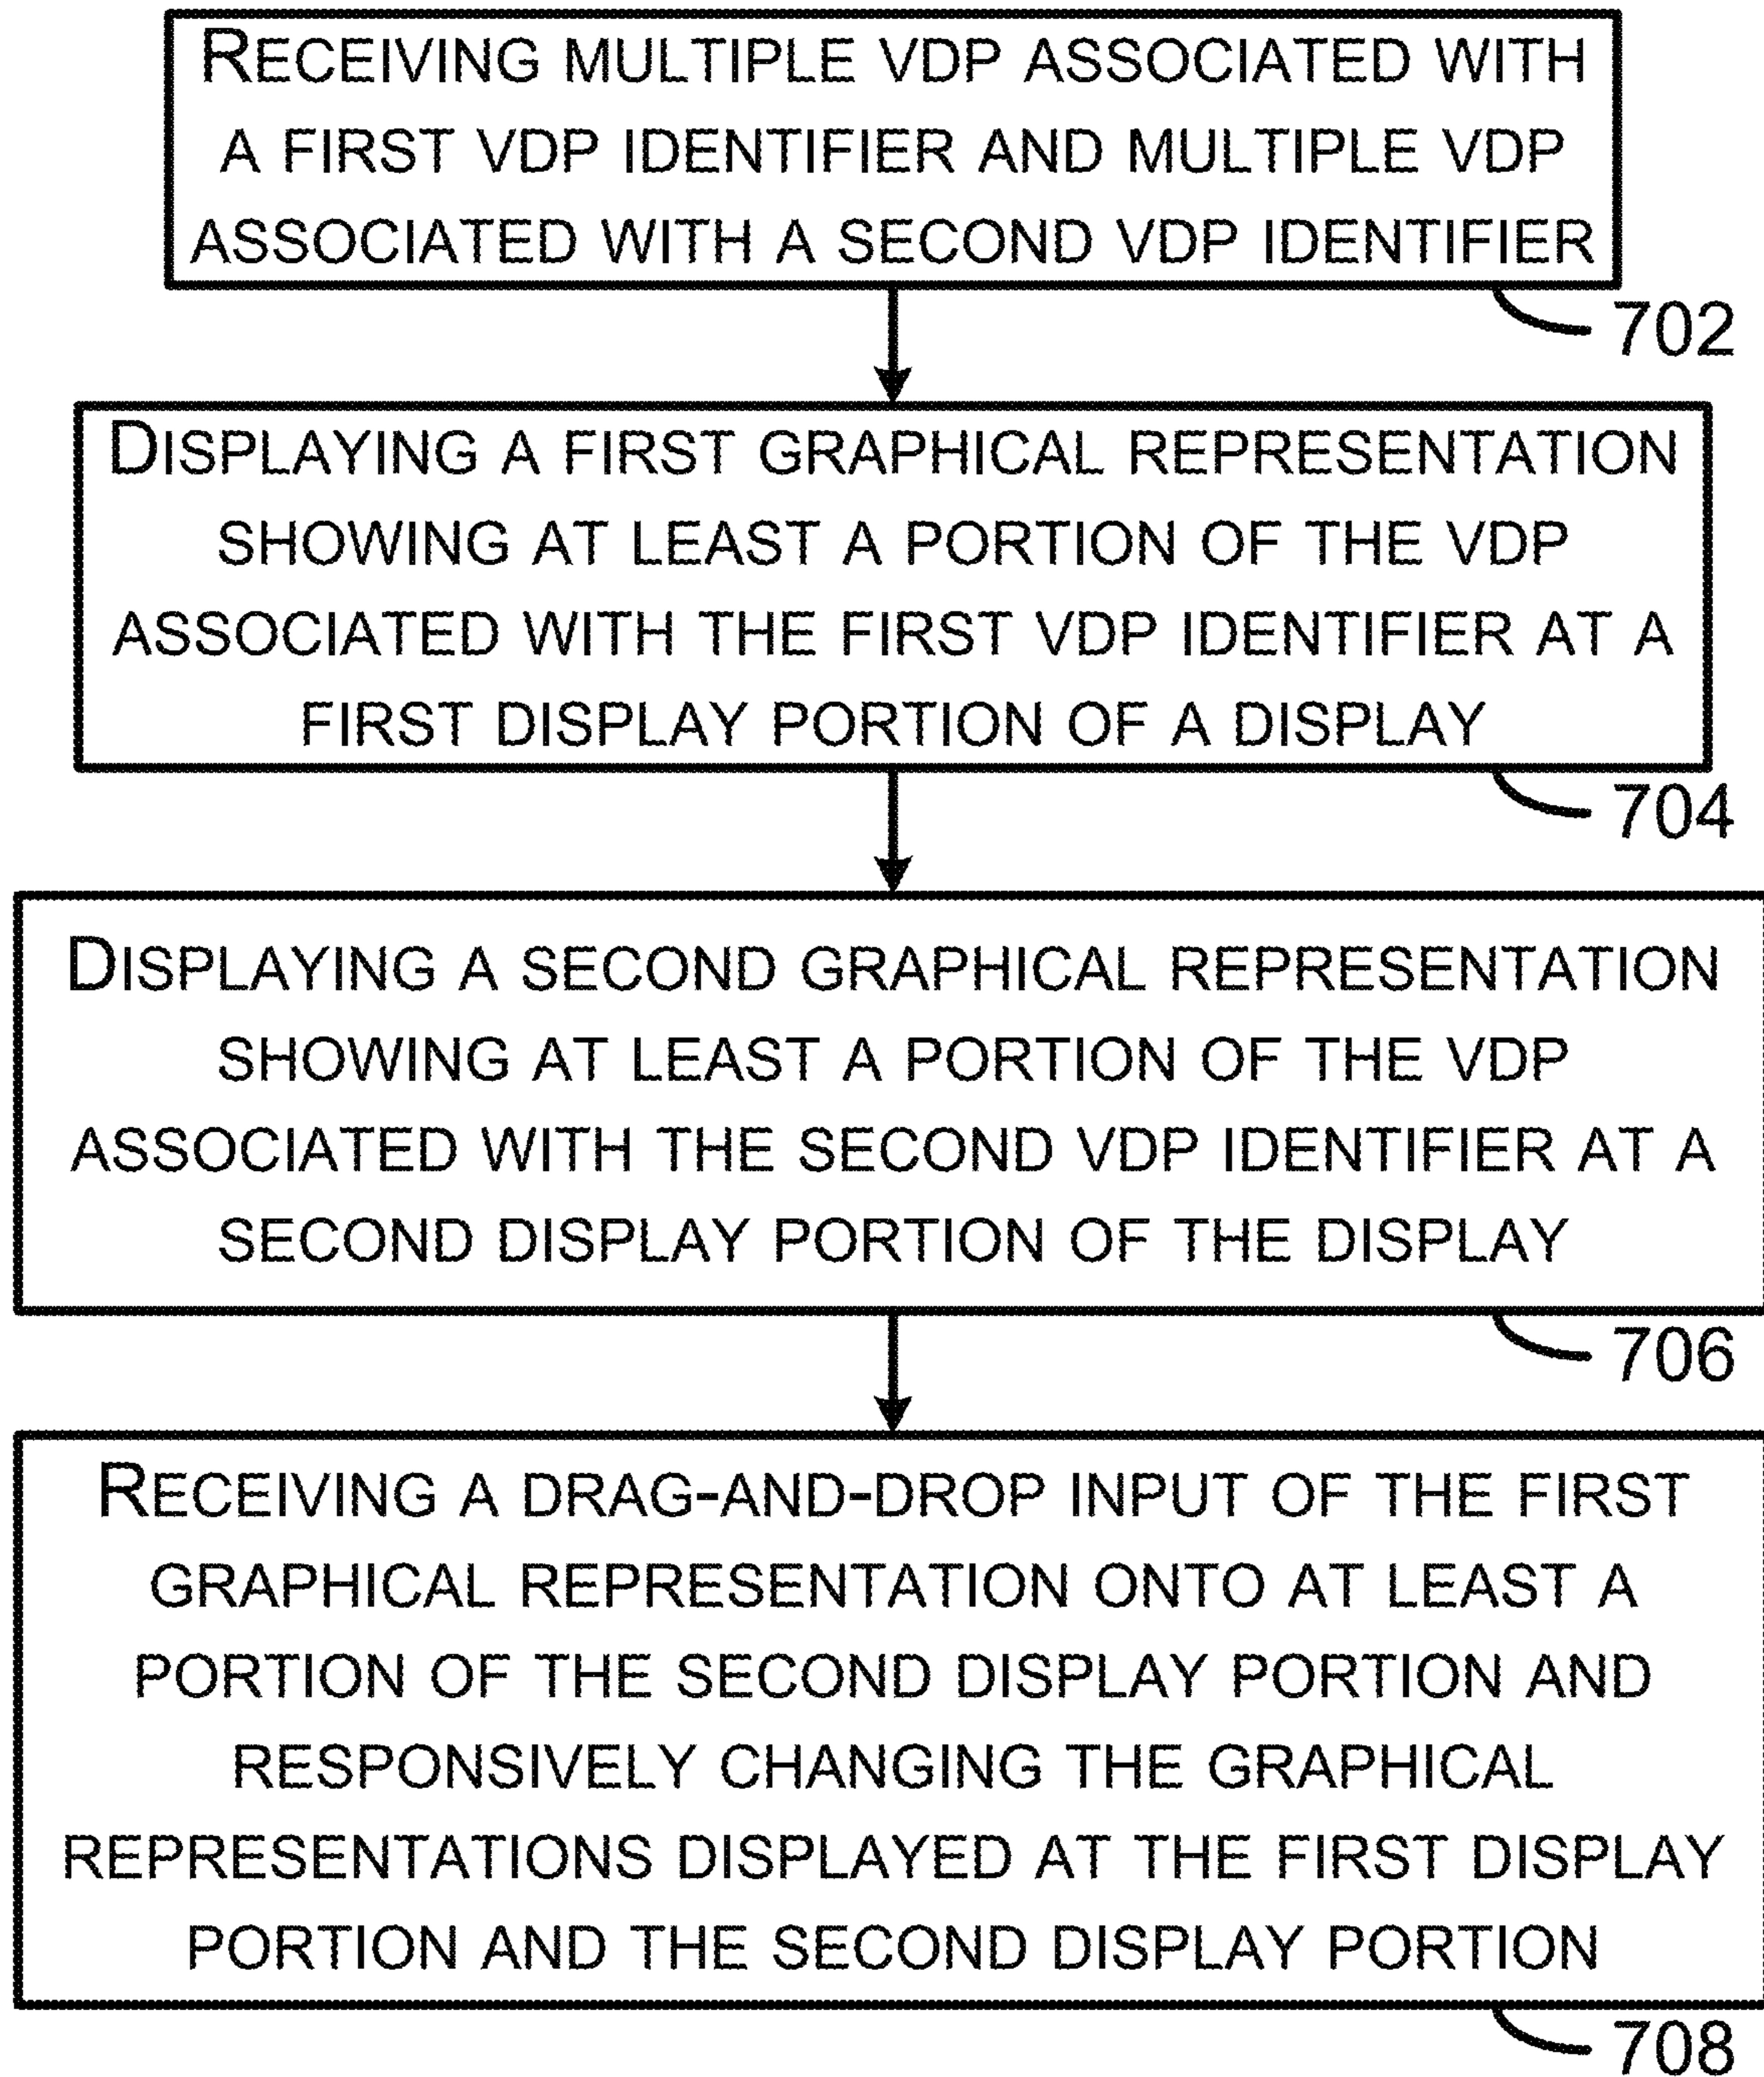 RECEIVING MULTIPLE VDP ASSOCIATED WITH
A FIRST VDP IDENTIFIER AND MULTIPLE VDP
ASSOCIATED WITH A SECOND VDP IDENTIFIER
702
DISPLAYING A FIRST GRAPHICAL REPRESENTATION
SHOWING AT LEAST A PORTION OF THE VDP
ASSOCIATED WITH THE FIRST VDP IDENTIFIER AT A
FIRST DISPLAY PORTION OF A DISPLAY
704
DISPLAYING A SECOND GRAPHICAL REPRESENTATION
SHOWING AT LEAST A PORTION OF THE VDP
ASSOCIATED WITH THE SECOND VDP IDENTIFIER AT A
SECOND DISPLAY PORTION OF THE DISPLAY
706
RECEIVING A DRAG-AND-DROP INPUT OF THE FIRST
GRAPHICAL REPRESENTATION ONTO AT LEAST A
PORTION OF THE SECOND DISPLAY PORTION AND
RESPONSIVELY CHANGING THE GRAPHICAL
REPRESENTATIONS DISPLAYED AT THE FIRST DISPLAY
PORTION AND THE SECOND DISPLAY PORTION
708